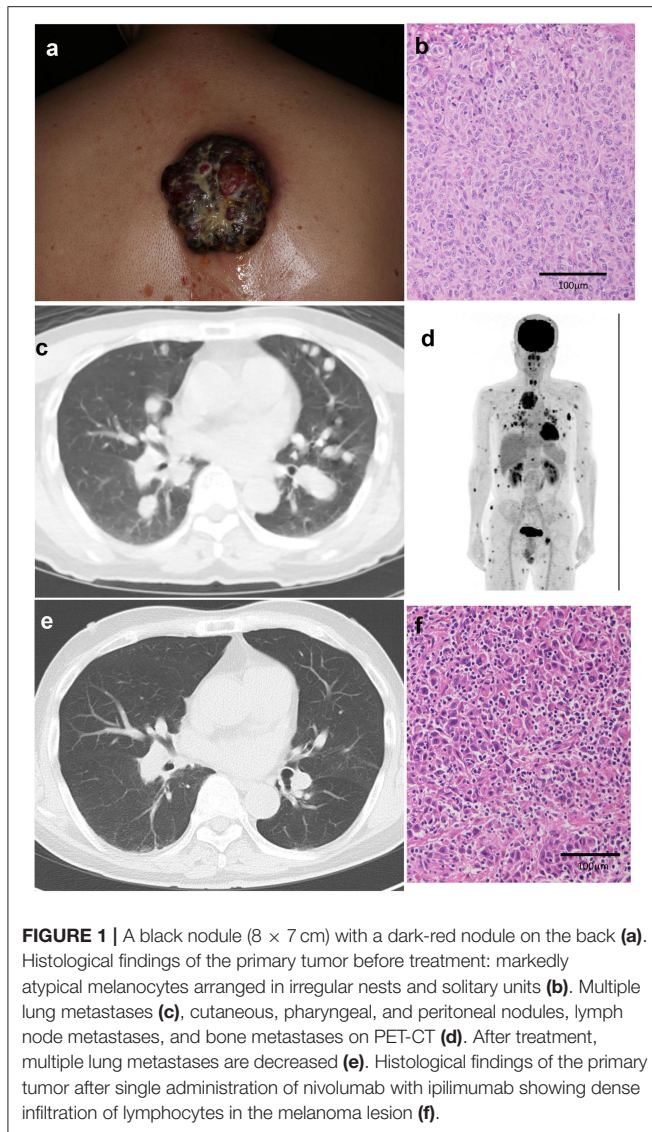 a
b
100μm
c
d
e
f
100μm
FIGURE 1 | A black nodule (8 × 7 cm) with a dark-red nodule on the back (a).
Histological findings of the primary tumor before treatment: markedly
atypical melanocytes arranged in irregular nests and solitary units (b). Multiple
lung metastases (c), cutaneous, pharyngeal, and peritoneal nodules, lymph
node metastases, and bone metastases on PET-CT (d). After treatment,
multiple lung metastases are decreased (e). Histological findings of the primary
tumor after single administration of nivolumab with ipilimumab showing dense
infiltration of lymphocytes in the melanoma lesion (f).